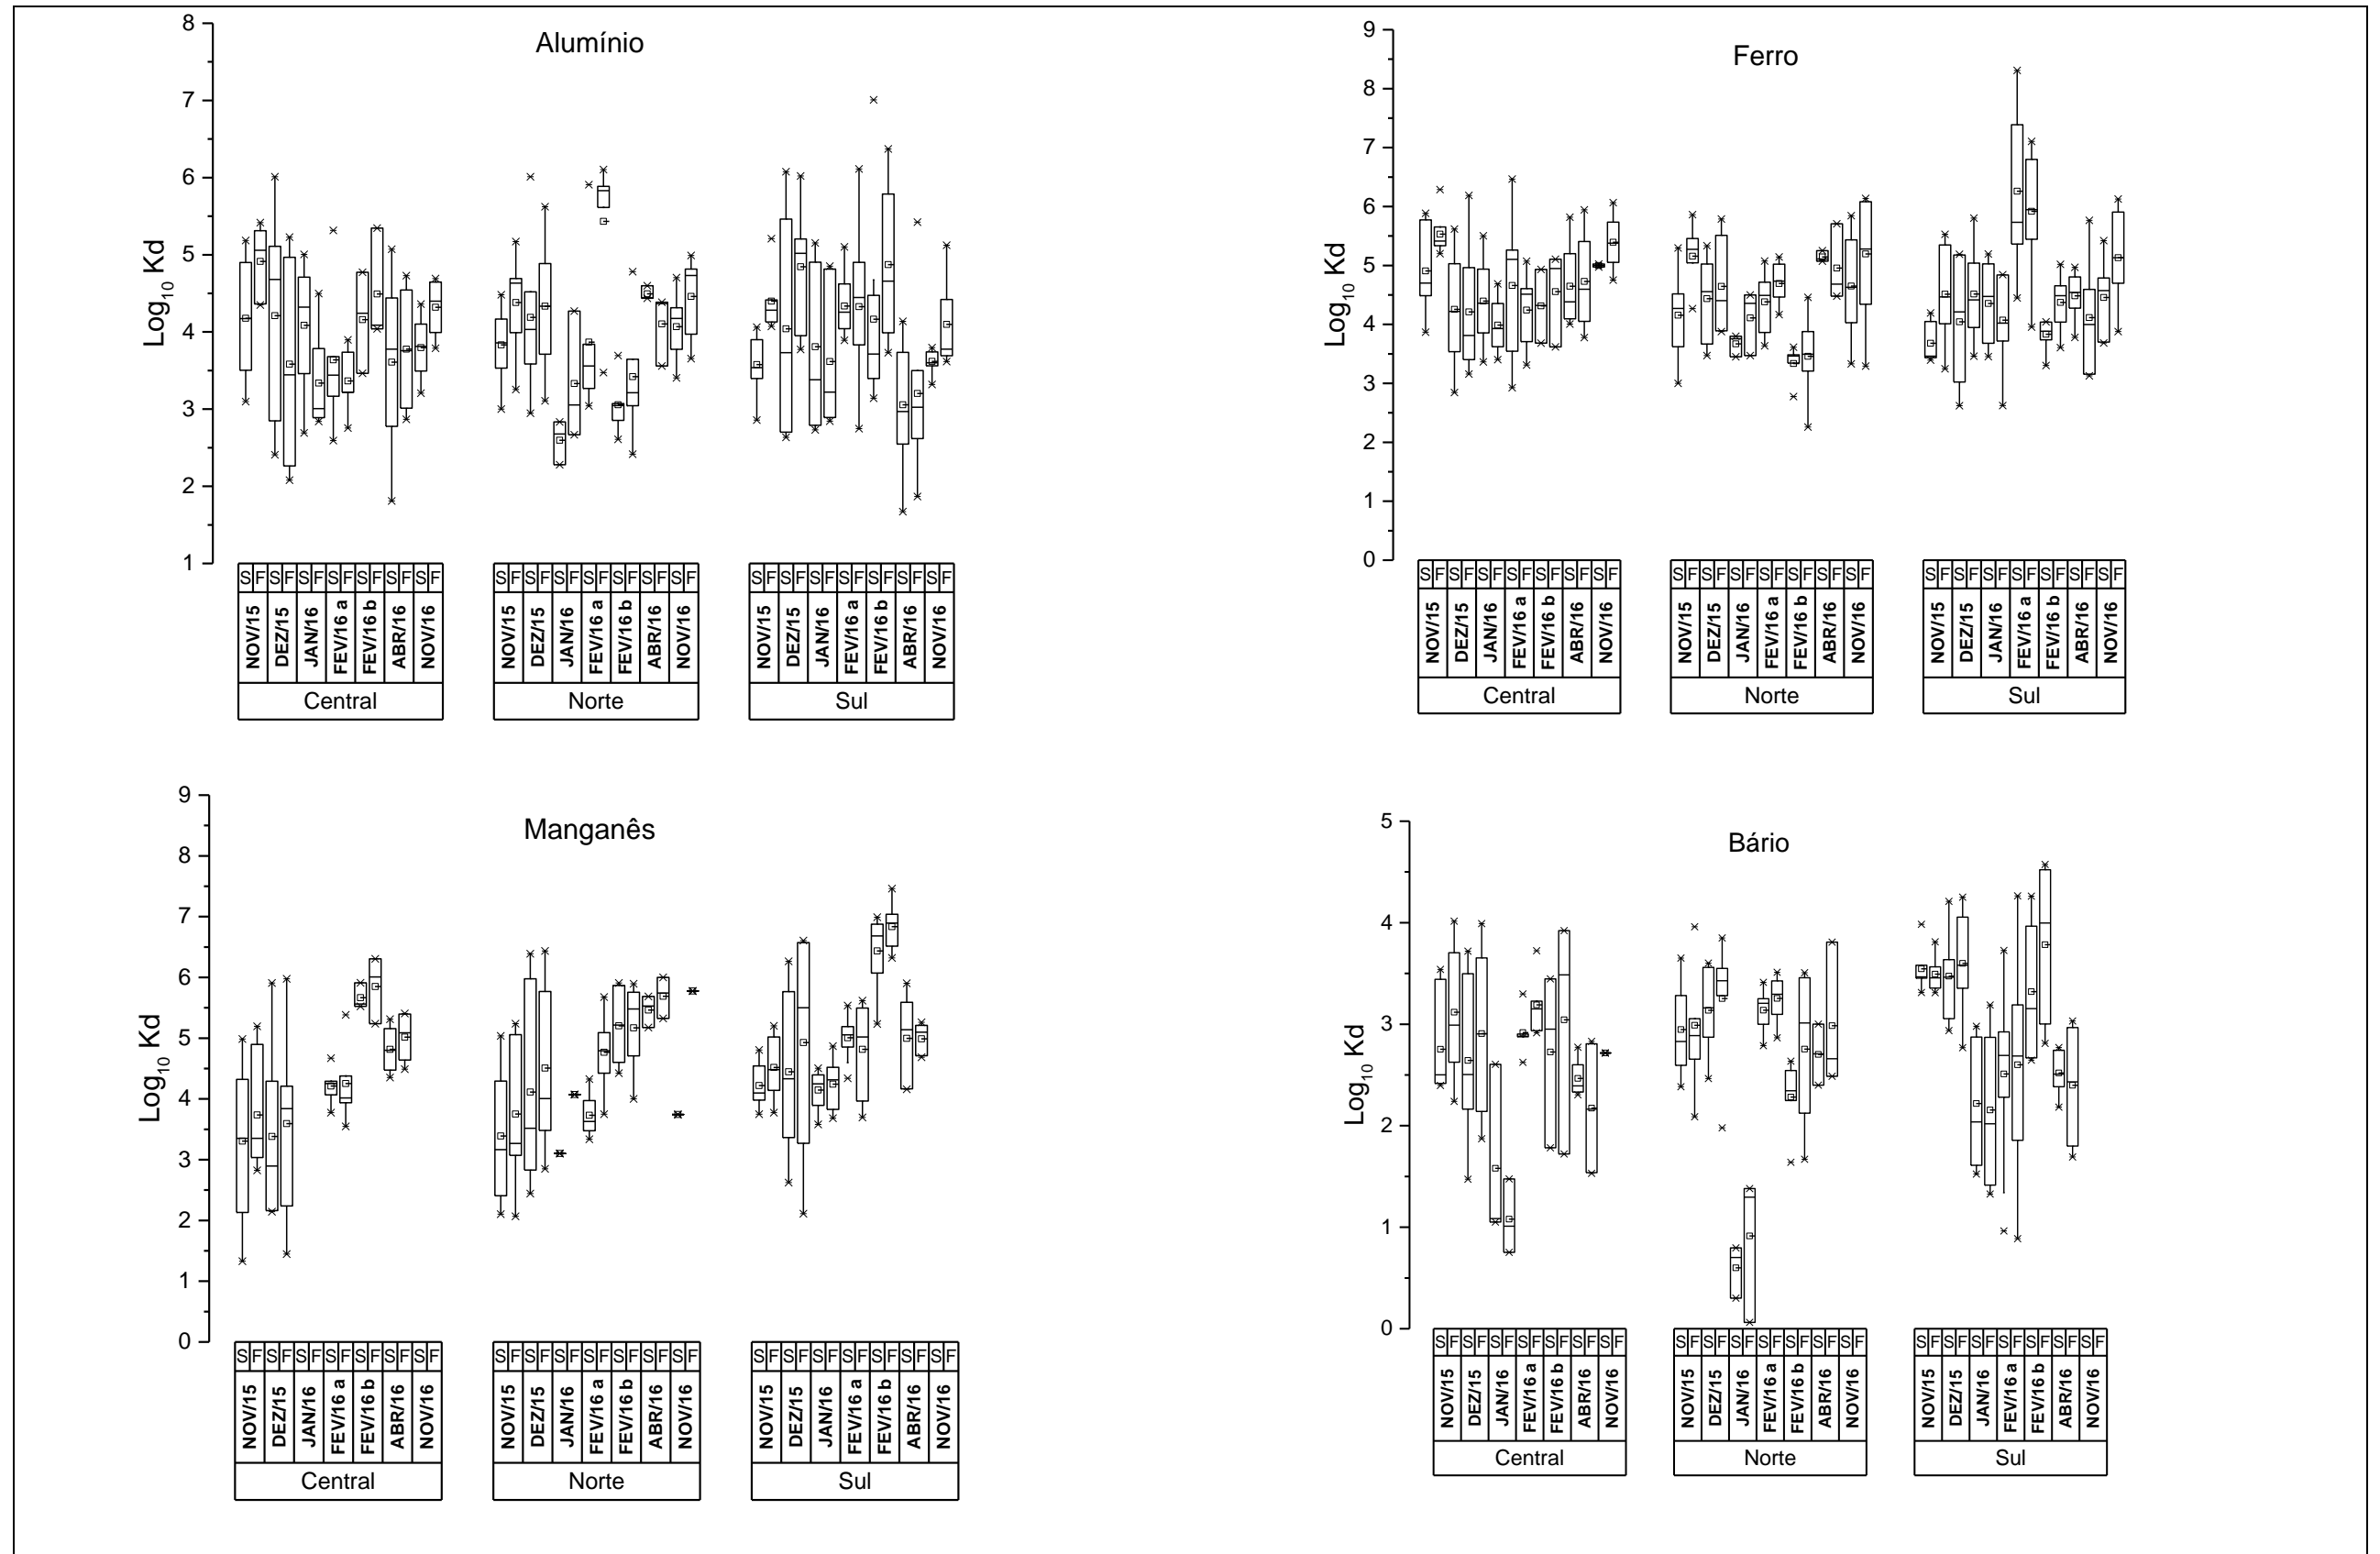 Alumínio
Log10 Kd
8
7
6
5
4
3
2
1
S F S F S F S F S F S F S F
NOV/15 DEZ/15 JAN/16 FEV/16 a FEV/16 b ABR/16 NOV/16
Central
S F S F S F S F S F S F S F
NOV/15 DEZ/15 JAN/16 FEV/16 a FEV/16 b ABR/16 NOV/16
Norte
S F S F S F S F S F S F S F
NOV/15 DEZ/15 JAN/16 FEV/16 a FEV/16 b ABR/16 NOV/16
Sul
Ferro
Log10 Kd
9
8
7
6
5
4
3
2
1
0
S F S F S F S F S F S F S F
NOV/15 DEZ/15 JAN/16 FEV/16 a FEV/16 b ABR/16 NOV/16
Central
S F S F S F S F S F S F S F
NOV/15 DEZ/15 JAN/16 FEV/16 a FEV/16 b ABR/16 NOV/16
Norte
S F S F S F S F S F S F S F
NOV/15 DEZ/15 JAN/16 FEV/16 a FEV/16 b ABR/16 NOV/16
Sul
Manganês
Log10 Kd
9
8
7
6
5
4
3
2
1
0
S F S F S F S F S F S F S F
NOV/15 DEZ/15 JAN/16 FEV/16 a FEV/16 b ABR/16 NOV/16
Central
S F S F S F S F S F S F S F
NOV/15 DEZ/15 JAN/16 FEV/16 a FEV/16 b ABR/16 NOV/16
Norte
S F S F S F S F S F S F S F
NOV/15 DEZ/15 JAN/16 FEV/16 a FEV/16 b ABR/16 NOV/16
Sul
Bário
Log10 Kd
5
4
3
2
1
0
S F S F S F S F S F S F S F
NOV/15 DEZ/15 JAN/16 FEV/16 a FEV/16 b ABR/16 NOV/16
Central
S F S F S F S F S F S F S F
NOV/15 DEZ/15 JAN/16 FEV/16 a FEV/16 b ABR/16 NOV/16
Norte
S F S F S F S F S F S F S F
NOV/15 DEZ/15 JAN/16 FEV/16 a FEV/16 b ABR/16 NOV/16
Sul